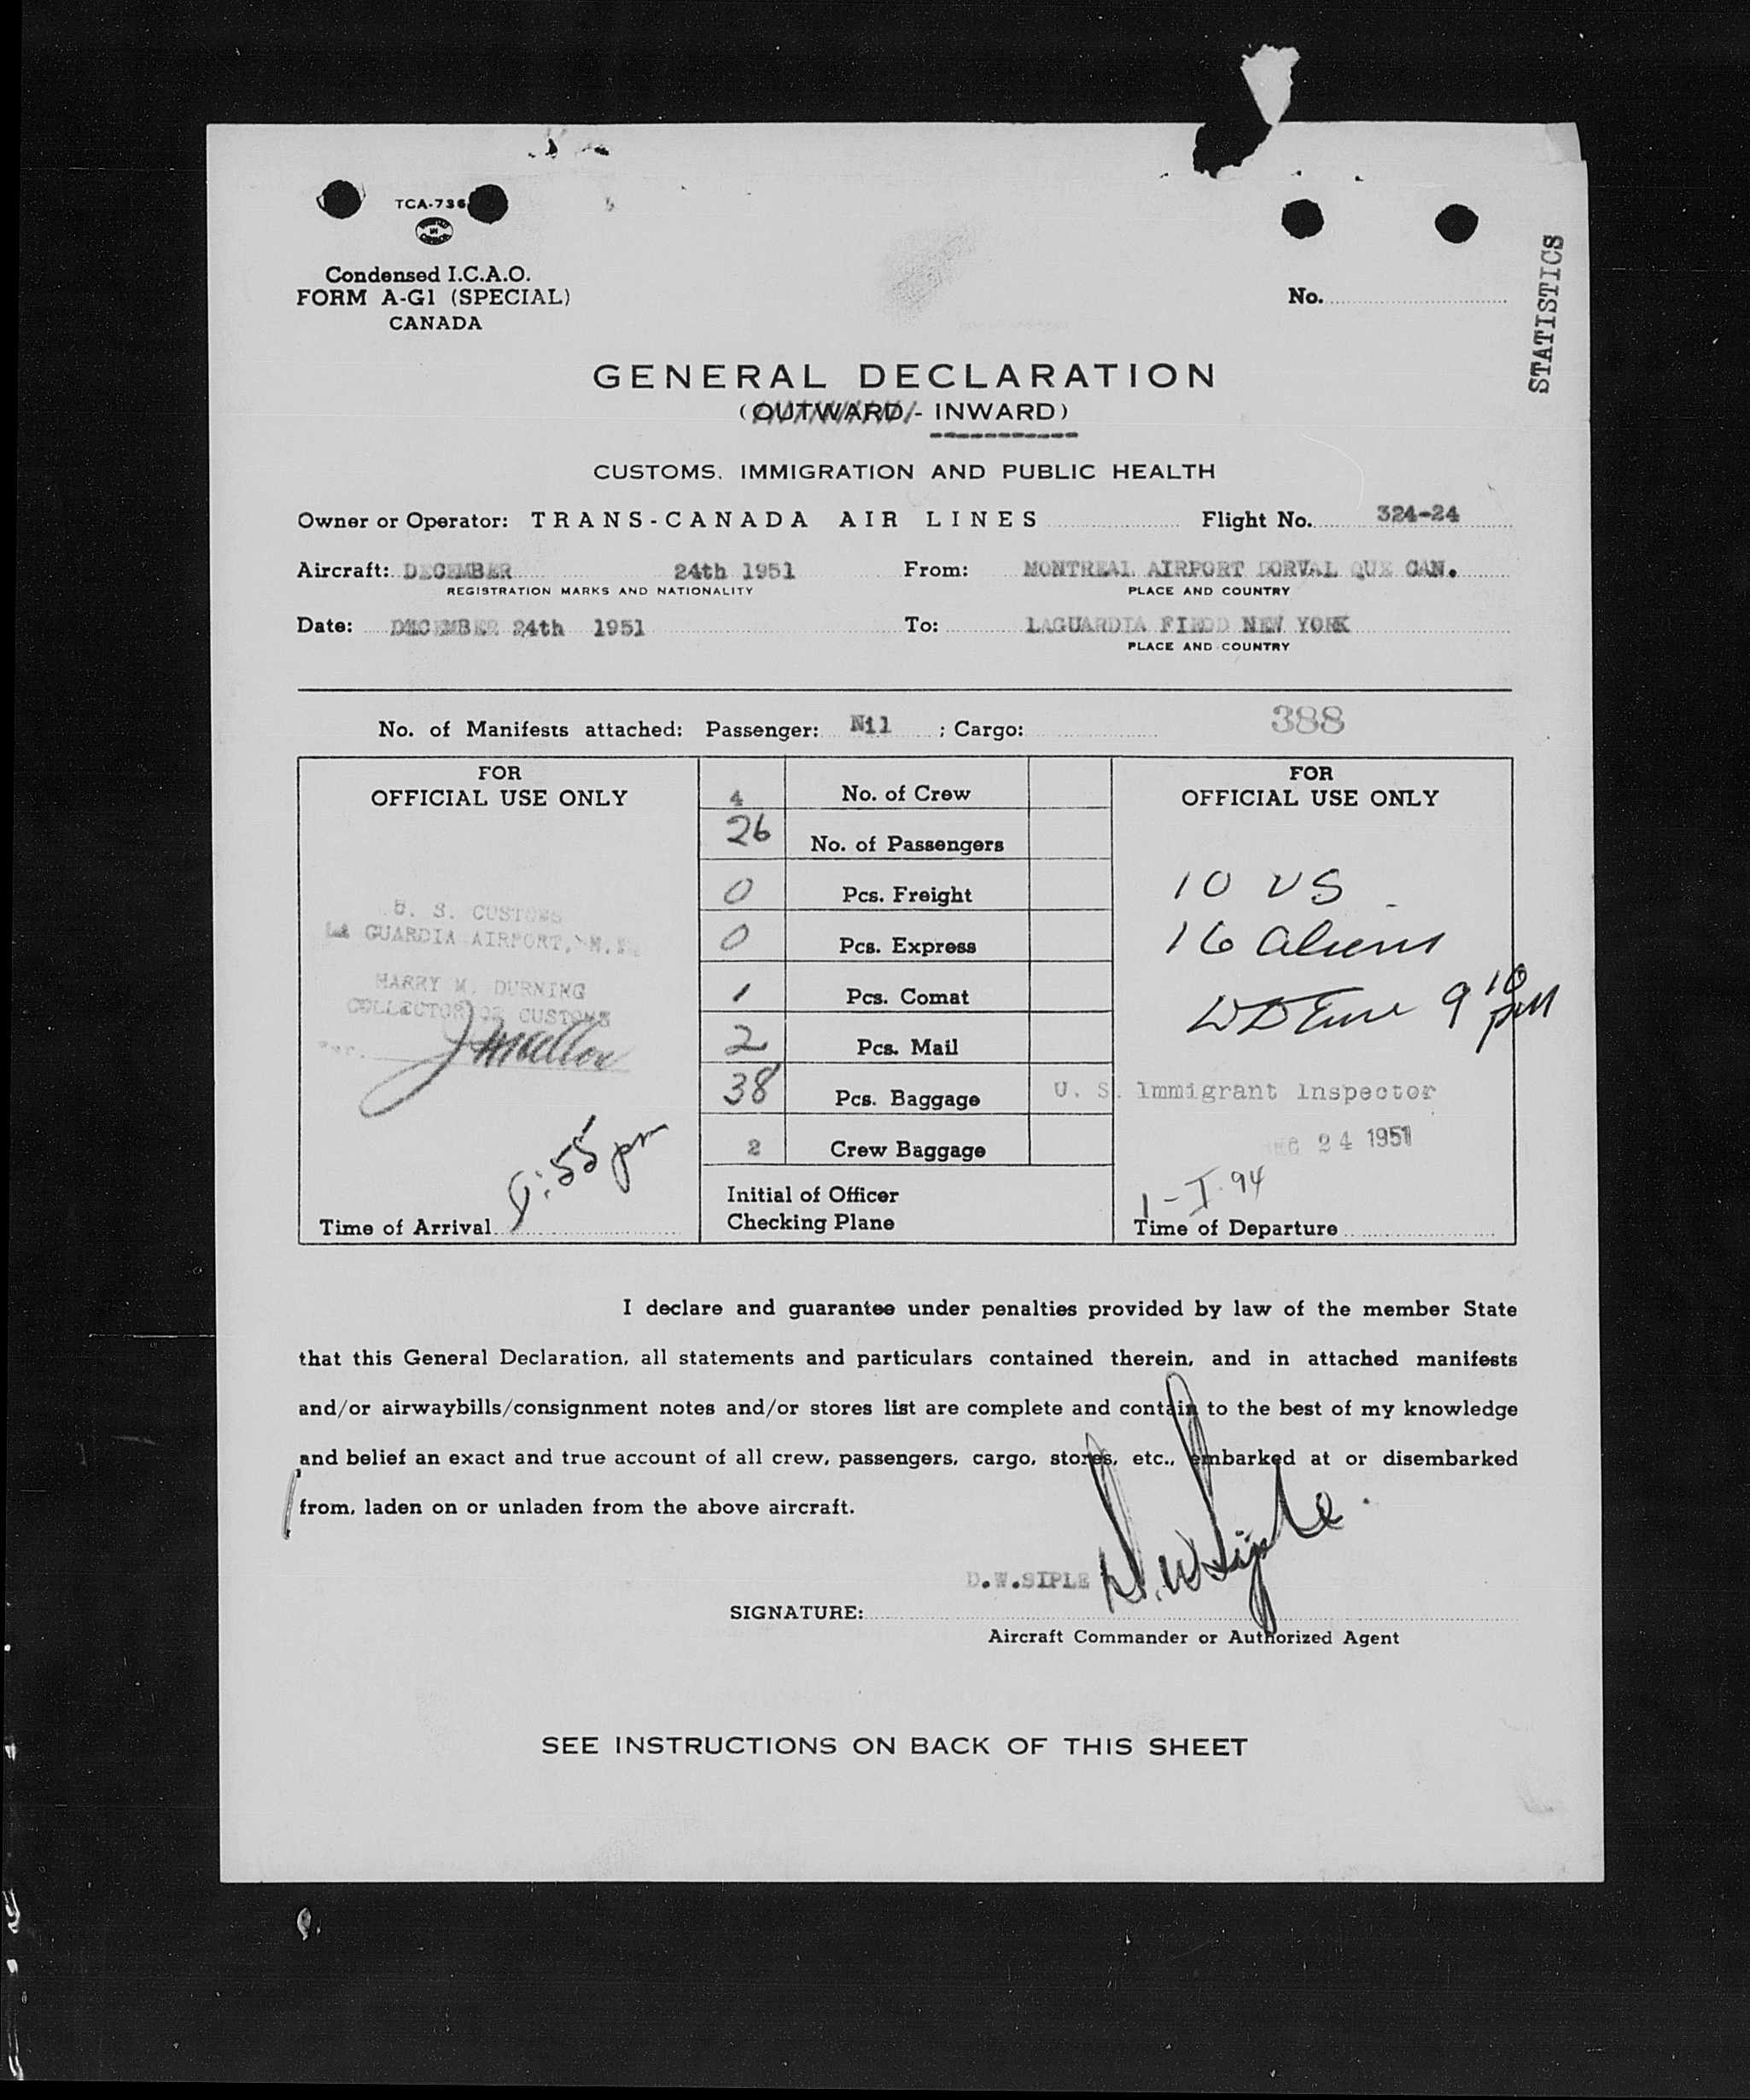 TCA-736
Condensed I.C.A.O.
FORM A-G1 (SPECIAL)
CANADA
No.
STATISTICS
GENERAL DECLARATION
(OUTWARD - INWARD)
CUSTOMS, IMMIGRATION AND PUBLIC HEALTH
Owner or Operator: TRANS-CANADA AIR LINES Flight No. 324-24
Aircraft: DECEMBER 24th 1951 From: MONTREAL AIRPORT DORVAL QUE CAN.
REGISTRATION MARKS AND NATIONALITY PLACE AND COUNTRY
Date: DECEMBER 24th 1951 To: LAGUARDIA FIEDD NEW YORK
PLACE AND COUNTRY
No. of Manifests attached: Passenger: Nil ; Cargo: 388
FOR
OFFICIAL USE ONLY
U. S. CUSTOMS
LA GUARDIA AIRPORT, N.Y.
HARRY M. DURNING
COLLECTOR OF CUSTOMS
Per.
Time of Arrival 9:55 pm
4 No. of Crew
26 No. of Passengers
0 Pcs. Freight
0 Pcs. Express
1 Pcs. Comat
2 Pcs. Mail
38 Pcs. Baggage
2 Crew Baggage
Initial of Officer
Checking Plane
FOR
OFFICIAL USE ONLY
10 US
16 aliens
9 10 pM
U. S. Immigrant Inspector
DEC 24 1951
1-I-94
Time of Departure
I declare and guarantee under penalties provided by law of the member State
that this General Declaration, all statements and particulars contained therein, and in attached manifests
and/or airwaybills/consignment notes and/or stores list are complete and contain to the best of my knowledge
and belief an exact and true account of all crew, passengers, cargo, stores, etc., embarked at or disembarked
from, laden on or unladen from the above aircraft.
D.W.SIPLE D.W Siple
SIGNATURE:
Aircraft Commander or Authorized Agent
SEE INSTRUCTIONS ON BACK OF THIS SHEET